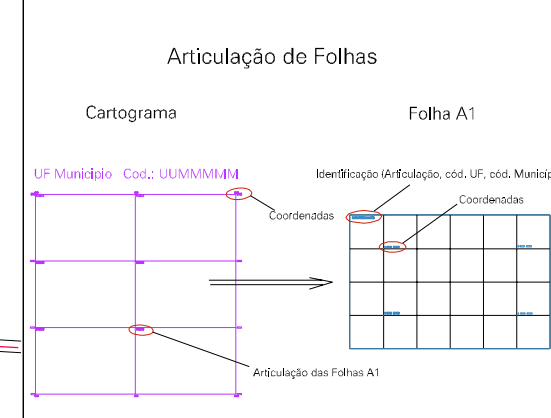 Articulação de Folhas
Cartograma
Folha A1
UF Municipio Cod.: UUMMMMM
Identificação (Articulação, cód. UF, cód. Municíp
Coordenadas
Coordenadas
Articulação das Folhas A1